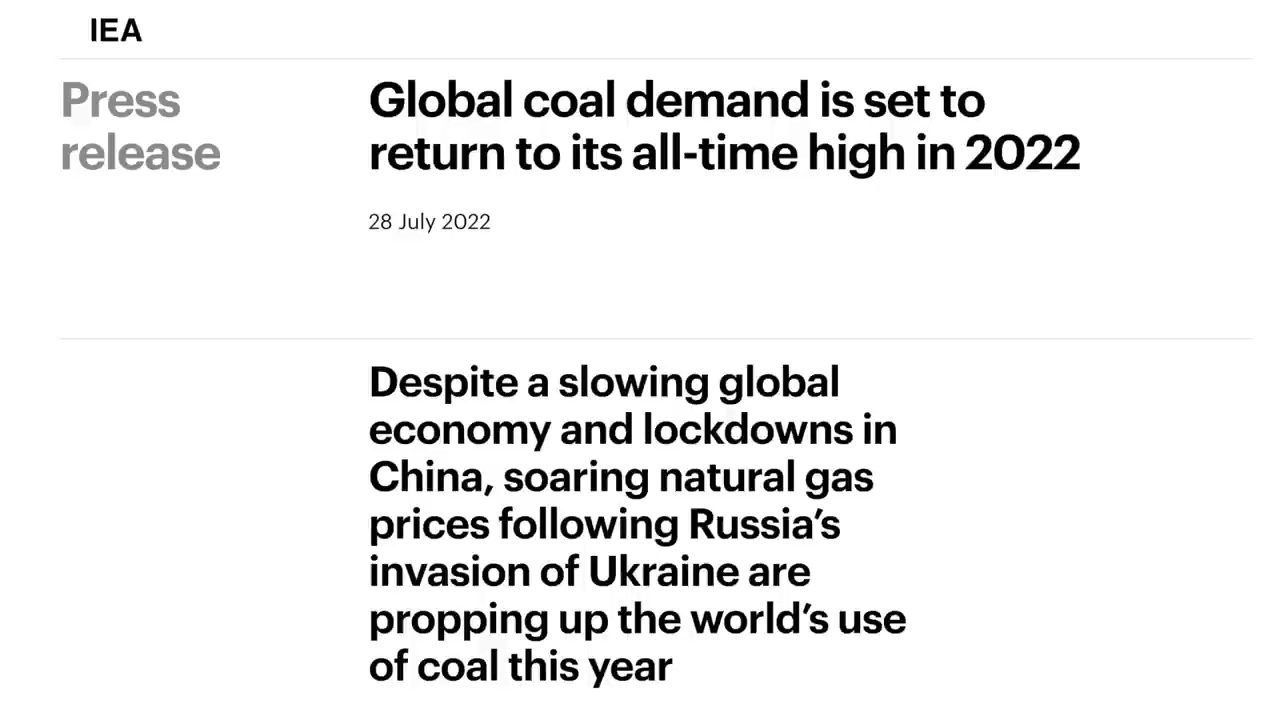 IEA
Press
release
Global coal demand is set to
return to its all-time high in 2022
28 July 2022
Despite a slowing global
economy and lockdowns in
China, soaring natural gas
prices following Russia’s
invasion of Ukraine are
propping up the world’s use
of coal this year